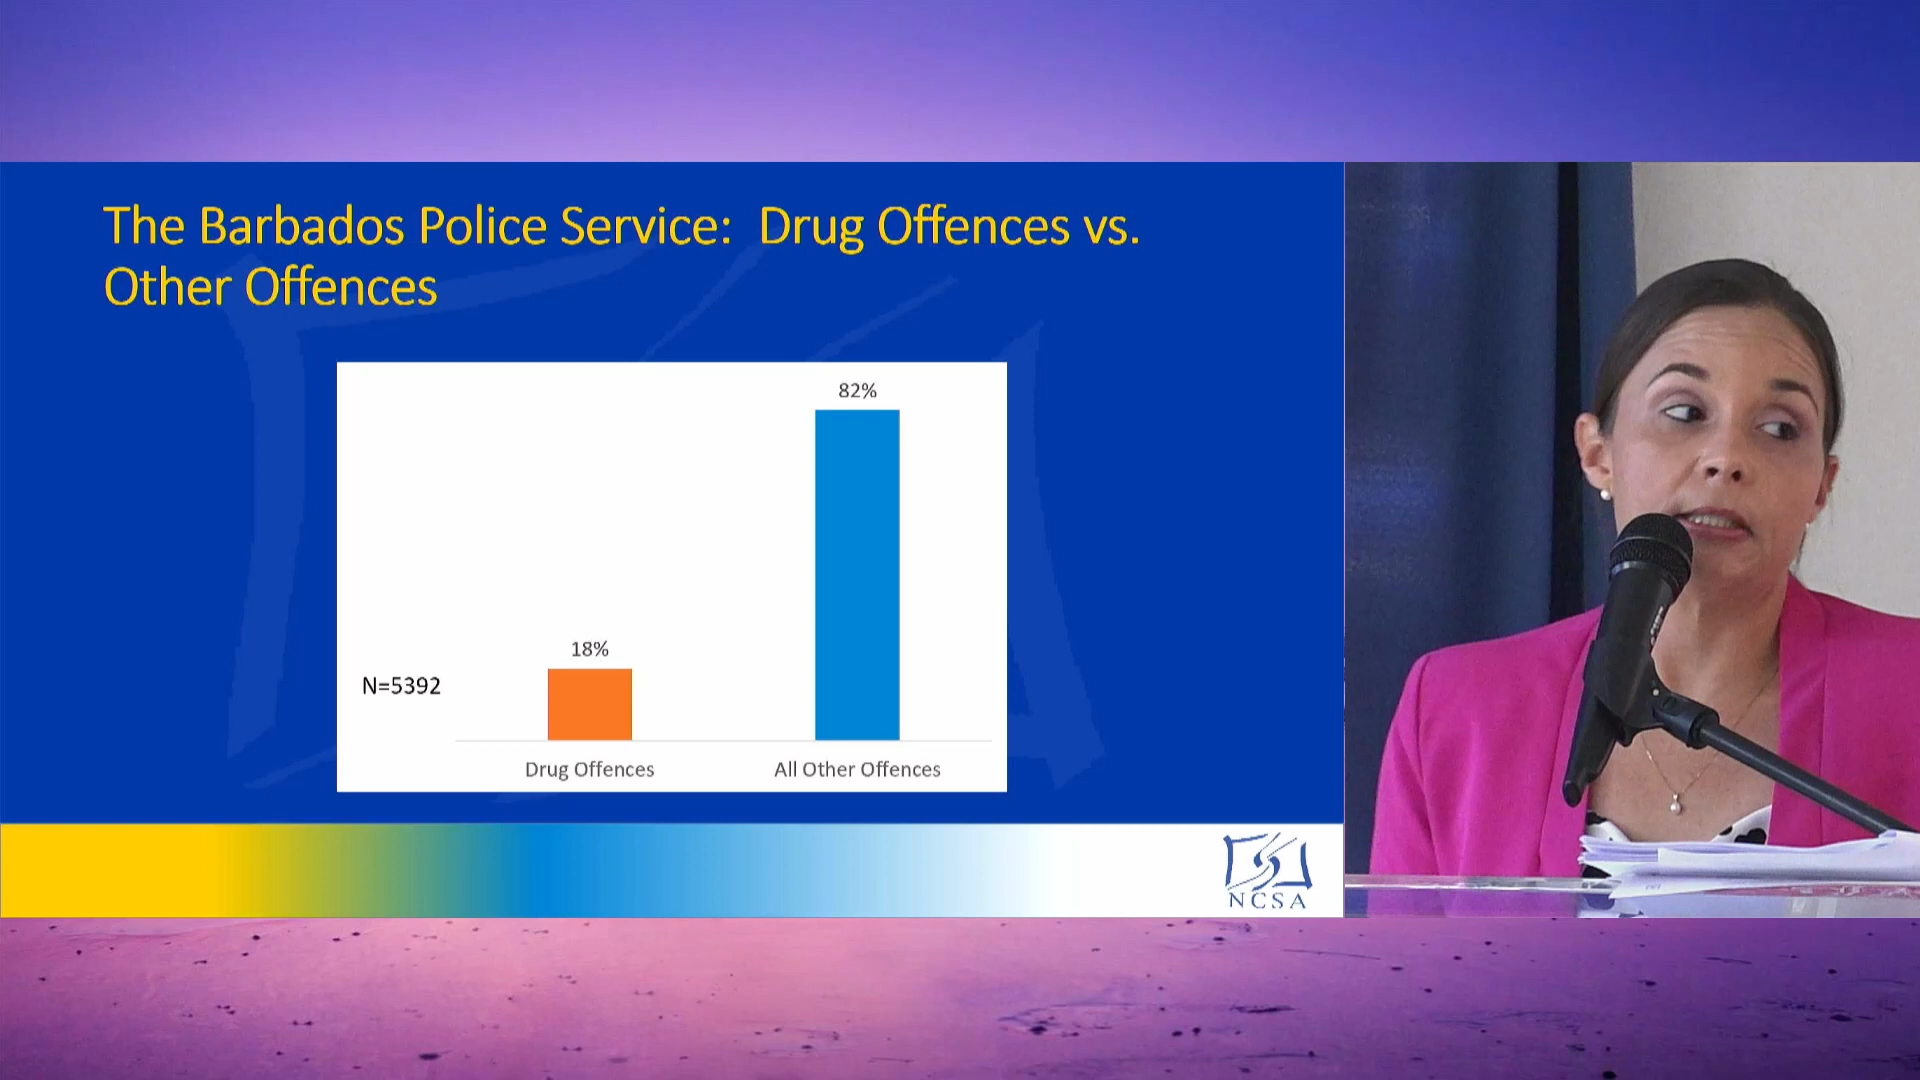 The Barbados Police Service:  Drug Offences vs.
Other Offences
82%
18%
N=5392
Drug Offences
All Other Offences
NCSA